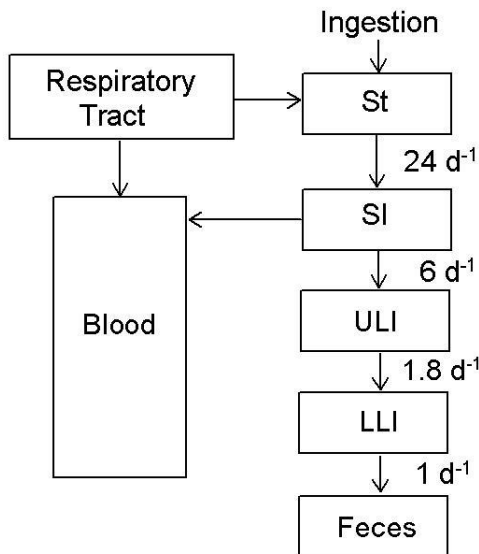 Ingestion
Respiratory
Tract
St
24 d⁻¹
SI
6 d⁻¹
Blood
ULI
1.8 d⁻¹
LLI
1 d⁻¹
Feces